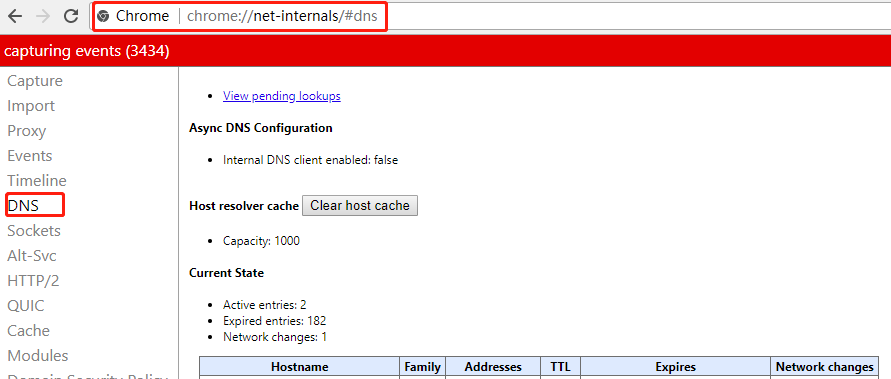 Chrome | chrome://net-internals/#dns
capturing events (3434)
Capture
Import
Proxy
Events
Timeline
DNS
Sockets
Alt-Svc
HTTP/2
QUIC
Cache
Modules
Domain Security Policy
View pending lookups
Async DNS Configuration
Internal DNS client enabled: false
Host resolver cache Clear host cache
Capacity: 1000
Current State
Active entries: 2
Expired entries: 182
Network changes: 1
Hostname Family Addresses TTL Expires Network changes